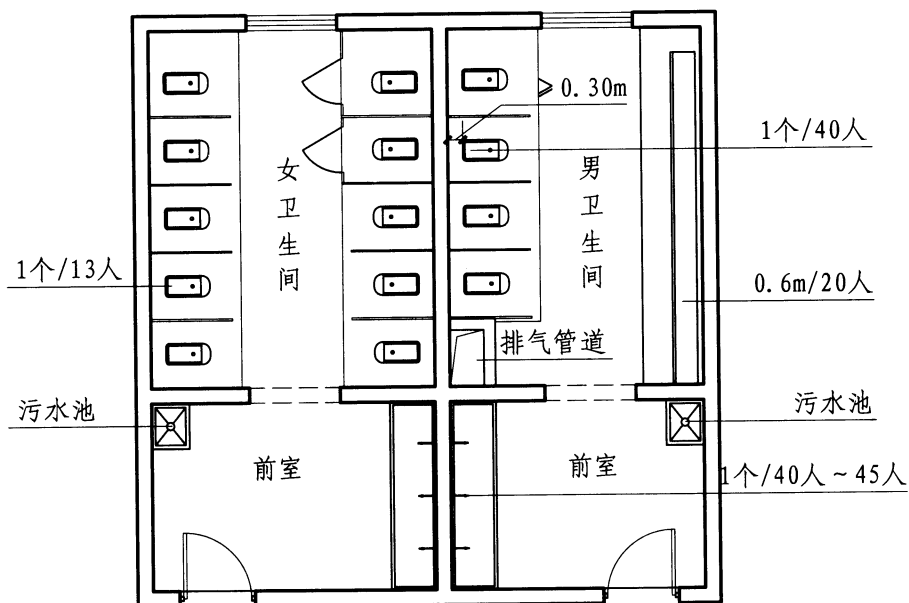 0.30m
1个/40人
女卫生间
男卫生间
1个/13人
0.6m/20人
排气管道
污水池
污水池
前室
前室
1个/40人~45人